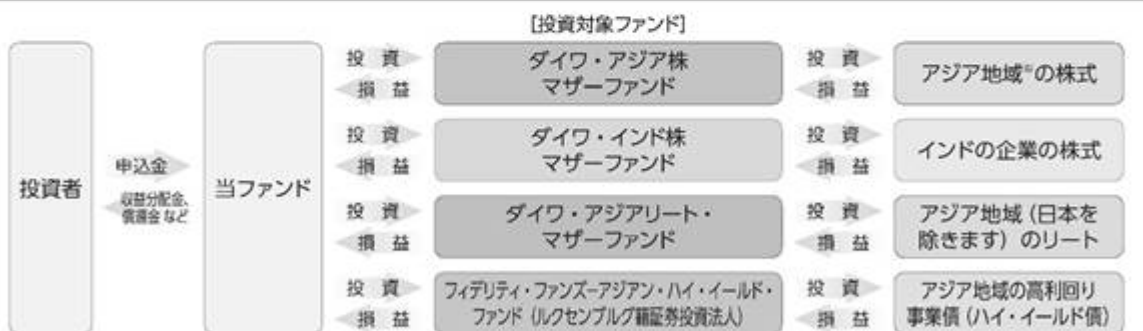 [投資対象ファンド]
投資者
申込金
収益分配金、
償還金 など
当ファンド
投 資
損 益
ダイワ・アジア株
マザーファンド
投 資
損 益
アジア地域※の株式
投 資
損 益
ダイワ・インド株
マザーファンド
投 資
損 益
インドの企業の株式
投 資
損 益
ダイワ・アジアリート・
マザーファンド
投 資
損 益
アジア地域(日本を
除きます)のリート
投 資
損 益
フィデリティ・ファンズ-アジアン・ハイ・イールド・
ファンド(ルクセンブルグ籍証券投資法人)
投 資
損 益
アジア地域の高利回り
事業債(ハイ・イールド債)